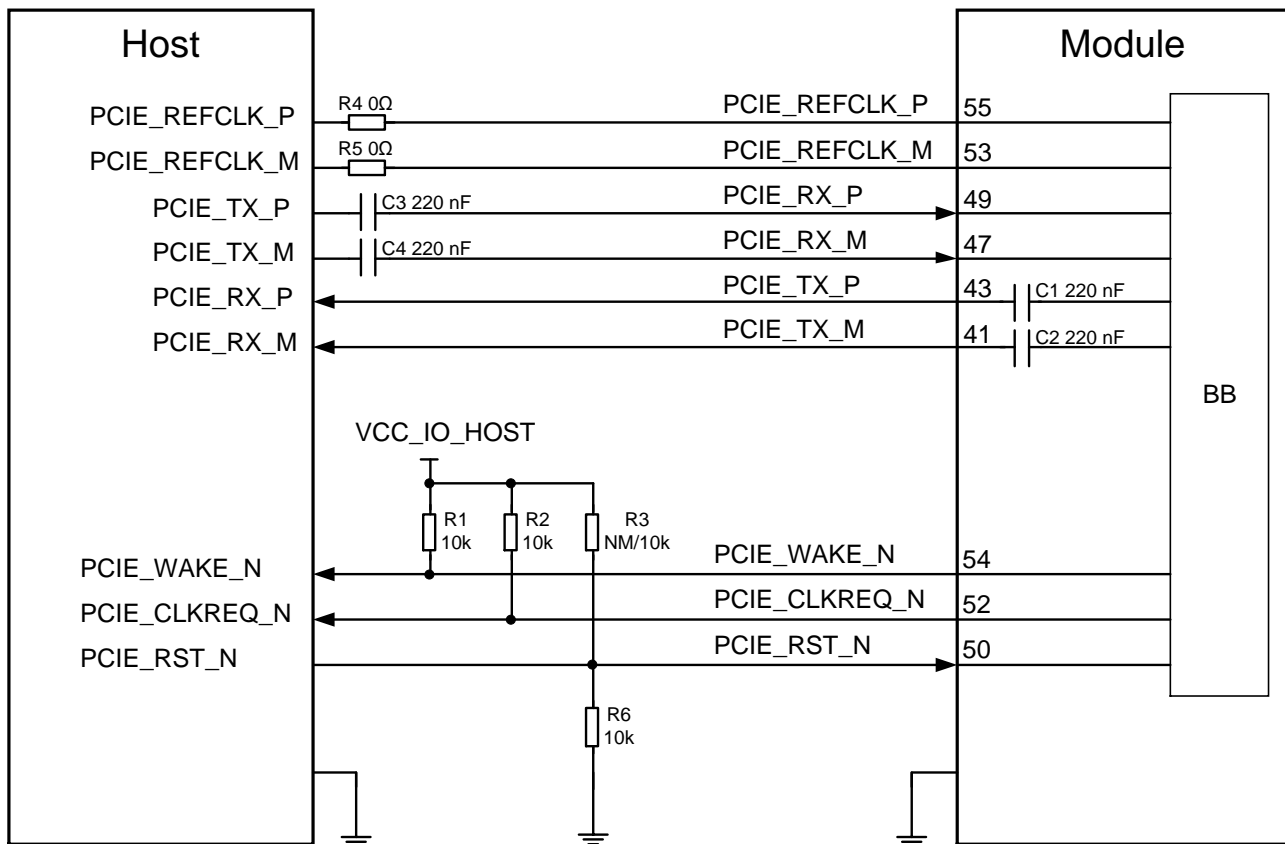 Host
Module
PCIE_REFCLK_P
R4 0Ω
PCIE_REFCLK_P
55
PCIE_REFCLK_M
R5 0Ω
PCIE_REFCLK_M
53
PCIE_TX_P
C3 220 nF
PCIE_RX_P
49
PCIE_TX_M
C4 220 nF
PCIE_RX_M
47
PCIE_RX_P
PCIE_TX_P
43
C1 220 nF
PCIE_RX_M
PCIE_TX_M
41
C2 220 nF
BB
VCC_IO_HOST
R1
10k
R2
10k
R3
NM/10k
PCIE_WAKE_N
PCIE_WAKE_N
54
PCIE_CLKREQ_N
PCIE_CLKREQ_N
52
PCIE_RST_N
PCIE_RST_N
50
R6
10k